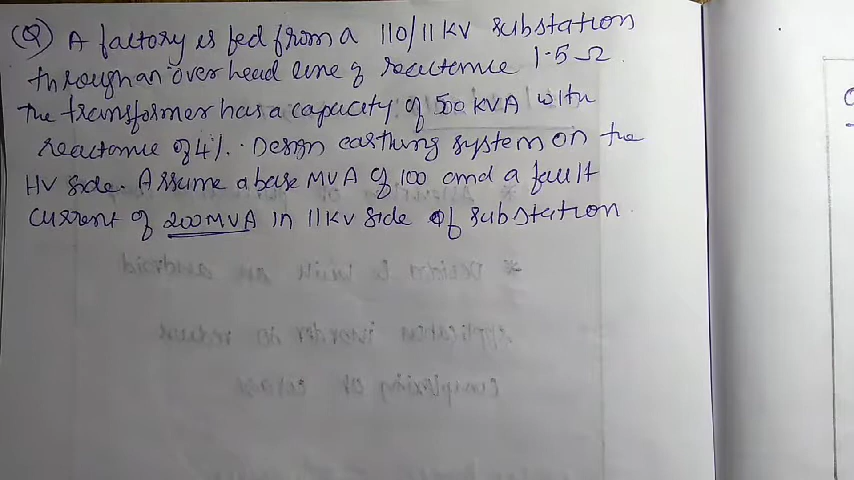 (Q) A factory is fed from a 110/11 KV substation
through an over head line of reactance 1.5 Ω.
The transformer has a capacity of 500 KVA with
reactance of 4%. Design earthing system on the
HV side. Assume a base MVA of 100 and a fault
current of 200 MVA in 11KV side of substation.